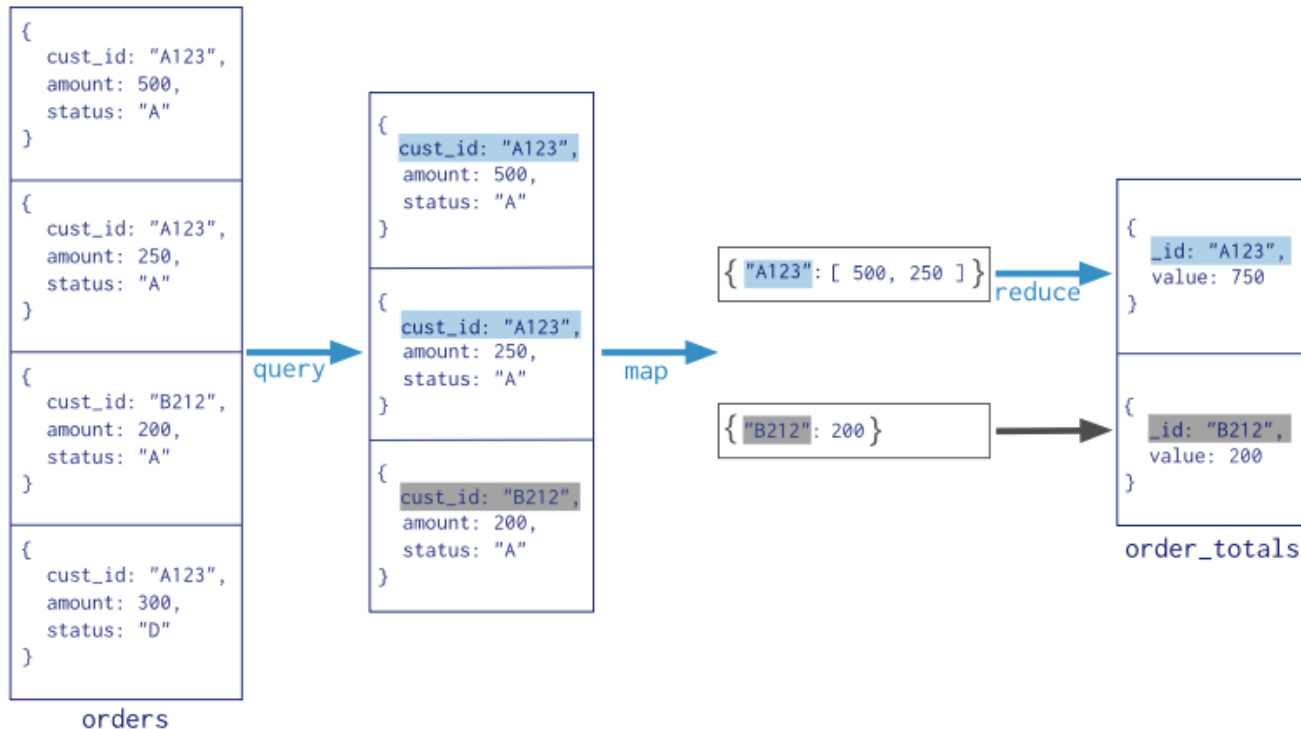 {
cust_id: "A123",
amount: 500,
status: "A"
}
{
cust_id: "A123",
amount: 250,
status: "A"
}
{
cust_id: "B212",
amount: 200,
status: "A"
}
{
cust_id: "A123",
amount: 300,
status: "D"
}
orders
query
{
cust_id: "A123",
amount: 500,
status: "A"
}
{
cust_id: "A123",
amount: 250,
status: "A"
}
{
cust_id: "B212",
amount: 200,
status: "A"
}
map
{ "A123": [ 500, 250 ] }
{ "B212": 200 }
reduce
{
_id: "A123",
value: 750
}
{
_id: "B212",
value: 200
}
order_totals